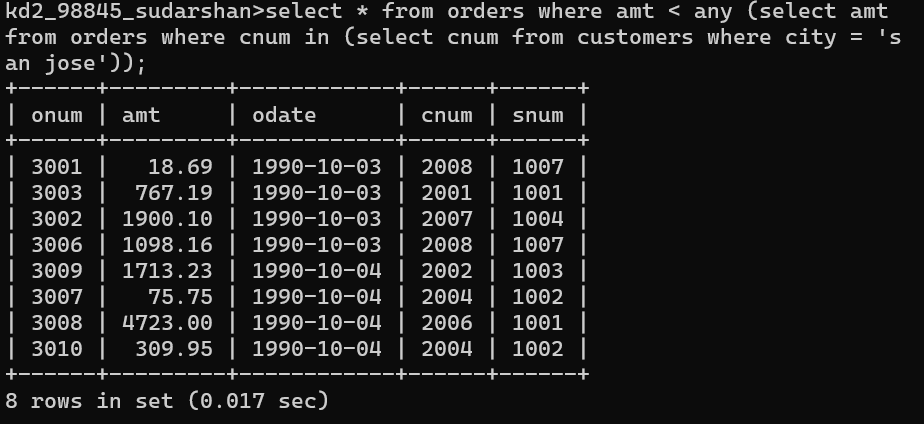 kd2_98845_sudarshan>select * from orders where amt < any (select amt
from orders where cnum in (select cnum from customers where city = 's
an jose'));
+------+---------+------------+------+------+
| onum | amt     | odate      | cnum | snum |
+------+---------+------------+------+------+
| 3001 |   18.69 | 1990-10-03 | 2008 | 1007 |
| 3003 |  767.19 | 1990-10-03 | 2001 | 1001 |
| 3002 | 1900.10 | 1990-10-03 | 2007 | 1004 |
| 3006 | 1098.16 | 1990-10-03 | 2008 | 1007 |
| 3009 | 1713.23 | 1990-10-04 | 2002 | 1003 |
| 3007 |   75.75 | 1990-10-04 | 2004 | 1002 |
| 3008 | 4723.00 | 1990-10-04 | 2006 | 1001 |
| 3010 |  309.95 | 1990-10-04 | 2004 | 1002 |
+------+---------+------------+------+------+
8 rows in set (0.017 sec)